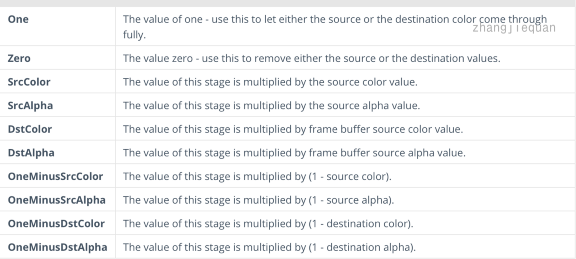 One The value of one - use this to let either the source or the destination color come through
fully.
zhangjiequan
Zero The value zero - use this to remove either the source or the destination values.
SrcColor The value of this stage is multiplied by the source color value.
SrcAlpha The value of this stage is multiplied by the source alpha value.
DstColor The value of this stage is multiplied by frame buffer source color value.
DstAlpha The value of this stage is multiplied by frame buffer source alpha value.
OneMinusSrcColor The value of this stage is multiplied by (1 - source color).
OneMinusSrcAlpha The value of this stage is multiplied by (1 - source alpha).
OneMinusDstColor The value of this stage is multiplied by (1 - destination color).
OneMinusDstAlpha The value of this stage is multiplied by (1 - destination alpha).